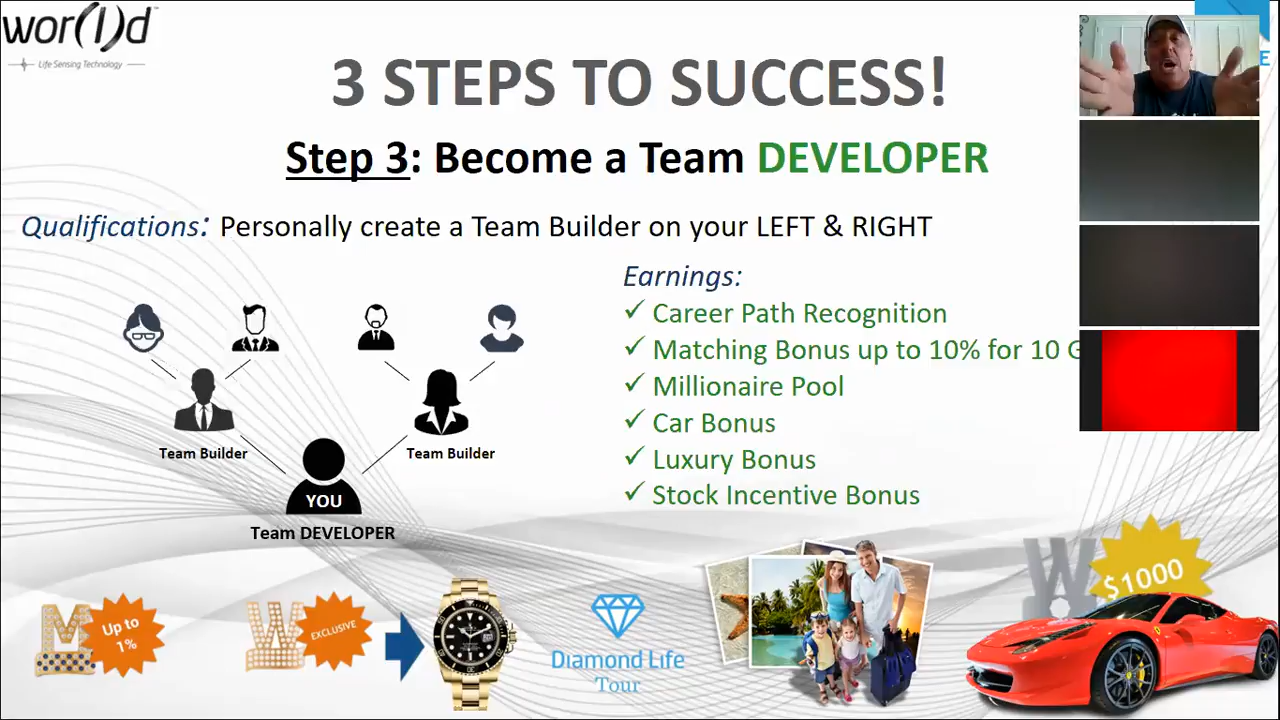 wor(l)d
Life Sensing Technology
3 STEPS TO SUCCESS!
Step 3: Become a Team DEVELOPER
Qualifications: Personally create a Team Builder on your LEFT & RIGHT
Earnings:
✓ Career Path Recognition
✓ Matching Bonus up to 10% for 10 G
✓ Millionaire Pool
✓ Car Bonus
✓ Luxury Bonus
✓ Stock Incentive Bonus
Team Builder
Team Builder
YOU
Team DEVELOPER
M
Up to
1%
W
EXCLUSIVE
Diamond Life
Tour
W
$1000
E